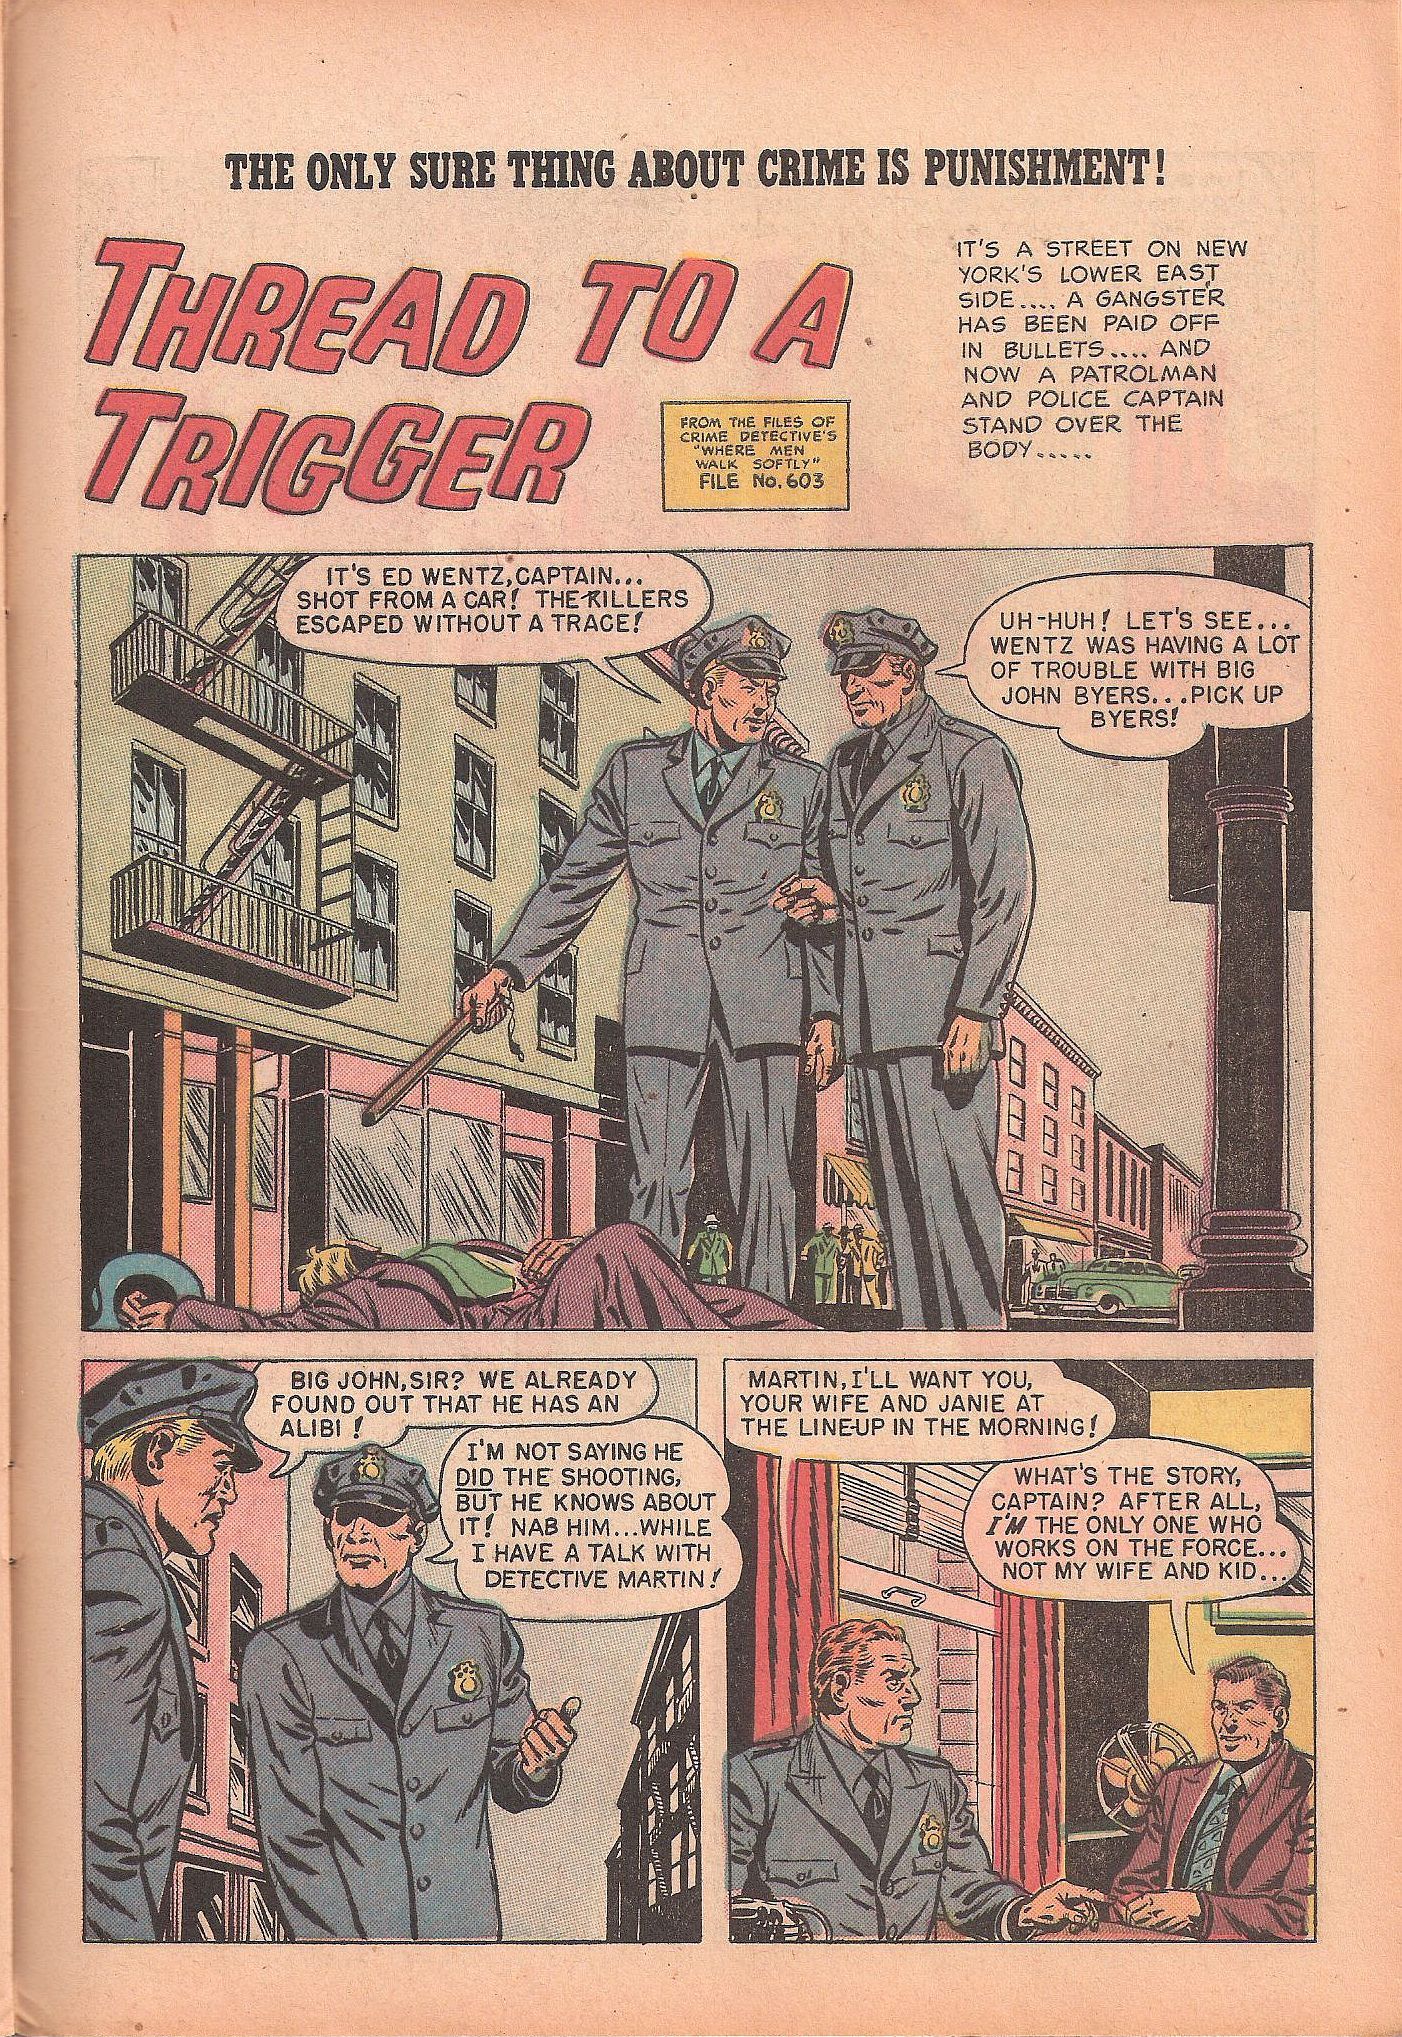 THE ONLY SURE THING ABOUT CRIME IS PUNISHMENT!
THREAD TO A
TRIGGER
FROM THE FILES OF
CRIME DETECTIVE'S
"WHERE MEN
WALK SOFTLY"
FILE No. 603
IT'S A STREET ON NEW
YORK'S LOWER EAST
SIDE.... A GANGSTER
HAS BEEN PAID OFF
IN BULLETS.... AND
NOW A PATROLMAN
AND POLICE CAPTAIN
STAND OVER THE
BODY.....
IT'S ED WENTZ, CAPTAIN...
SHOT FROM A CAR! THE KILLERS
ESCAPED WITHOUT A TRACE!
UH-HUH! LET'S SEE...
WENTZ WAS HAVING A LOT
OF TROUBLE WITH BIG
JOHN BYERS...PICK UP
BYERS!
BIG JOHN, SIR? WE ALREADY
FOUND OUT THAT HE HAS AN
ALIBI!
I'M NOT SAYING HE
DID THE SHOOTING,
BUT HE KNOWS ABOUT
IT! NAB HIM...WHILE
I HAVE A TALK WITH
DETECTIVE MARTIN!
MARTIN, I'LL WANT YOU,
YOUR WIFE AND JANIE AT
THE LINE-UP IN THE MORNING!
WHAT'S THE STORY,
CAPTAIN? AFTER ALL,
I'M THE ONLY ONE WHO
WORKS ON THE FORCE...
NOT MY WIFE AND KID...